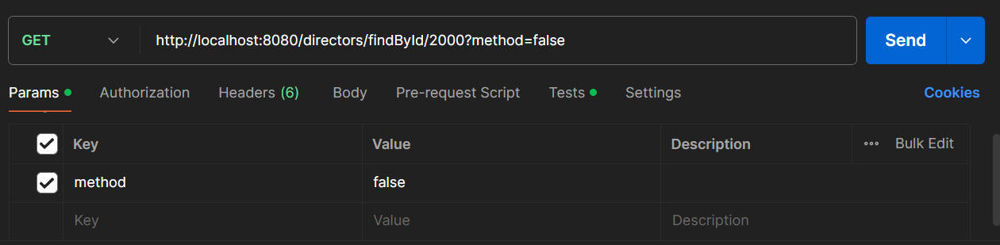 GET http://localhost:8080/directors/findById/2000?method=false Send
Params Authorization Headers (6) Body Pre-request Script Tests Settings Cookies
Key Value Description ••• Bulk Edit
method false
Key Value Description